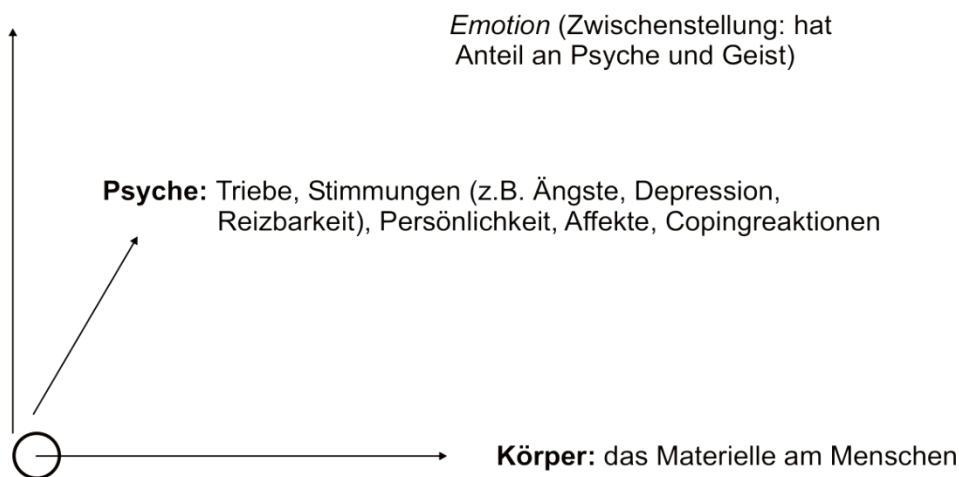 Emotion (Zwischenstellung: hat
Anteil an Psyche und Geist)
Psyche: Triebe, Stimmungen (z.B. Ängste, Depression,
Reizbarkeit), Persönlichkeit, Affekte, Copingreaktionen
Körper: das Materielle am Menschen